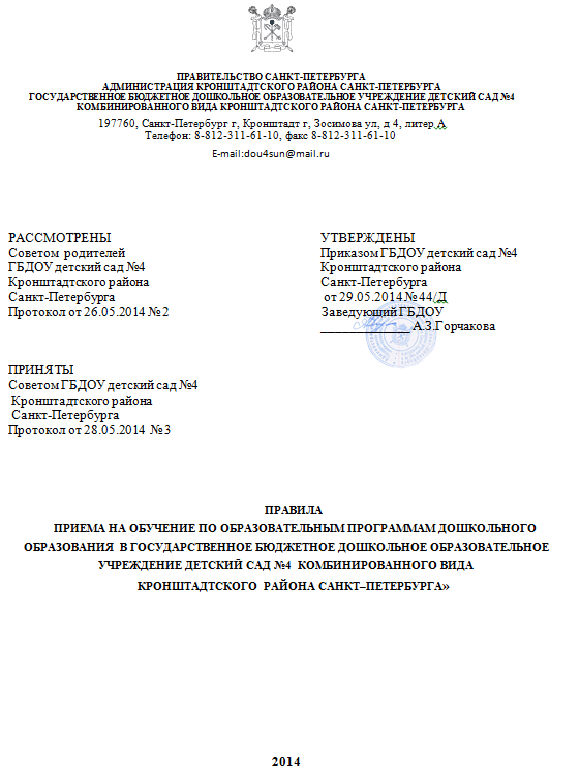 ПРАВИТЕЛЬСТВО САНКТ-ПЕТЕРБУРГА
АДМИНИСТРАЦИЯ КРОНШТАДТСКОГО РАЙОНА САНКТ-ПЕТЕРБУРГА
ГОСУДАРСТВЕННОЕ БЮДЖЕТНОЕ ДОШКОЛЬНОЕ ОБРАЗОВАТЕЛЬНОЕ УЧРЕЖДЕНИЕ ДЕТСКИЙ САД №4
КОМБИНИРОВАННОГО ВИДА КРОНШТАДТСКОГО РАЙОНА САНКТ-ПЕТЕРБУРГА
197760, Санкт-Петербург г, Кронштадт г, Зосимова ул, д 4, литер А
Телефон: 8-812-311-61-10, факс 8-812-311-61-10
E-mail:dou4sun@mail.ru
РАССМОТРЕНЫ
Советом родителей
ГБДОУ детский сад №4
Кронштадтского района
Санкт-Петербурга
Протокол от 26.05.2014 №2
УТВЕРЖДЕНЫ
Приказом ГБДОУ детский сад №4
Кронштадтского района
Санкт-Петербурга
от 29.05.2014 №44/Д
Заведующий ГБДОУ
______________ А.З.Горчакова
ПРИНЯТЫ
Советом ГБДОУ детский сад №4
Кронштадтского района
Санкт-Петербурга
Протокол от 28.05.2014 №3
ПРАВИЛА
ПРИЕМА НА ОБУЧЕНИЕ ПО ОБРАЗОВАТЕЛЬНЫМ ПРОГРАММАМ ДОШКОЛЬНОГО
ОБРАЗОВАНИЯ В ГОСУДАРСТВЕННОЕ БЮДЖЕТНОЕ ДОШКОЛЬНОЕ ОБРАЗОВАТЕЛЬНОЕ
УЧРЕЖДЕНИЕ ДЕТСКИЙ САД №4 КОМБИНИРОВАННОГО ВИДА
КРОНШТАДТСКОГО РАЙОНА САНКТ–ПЕТЕРБУРГА»
2014